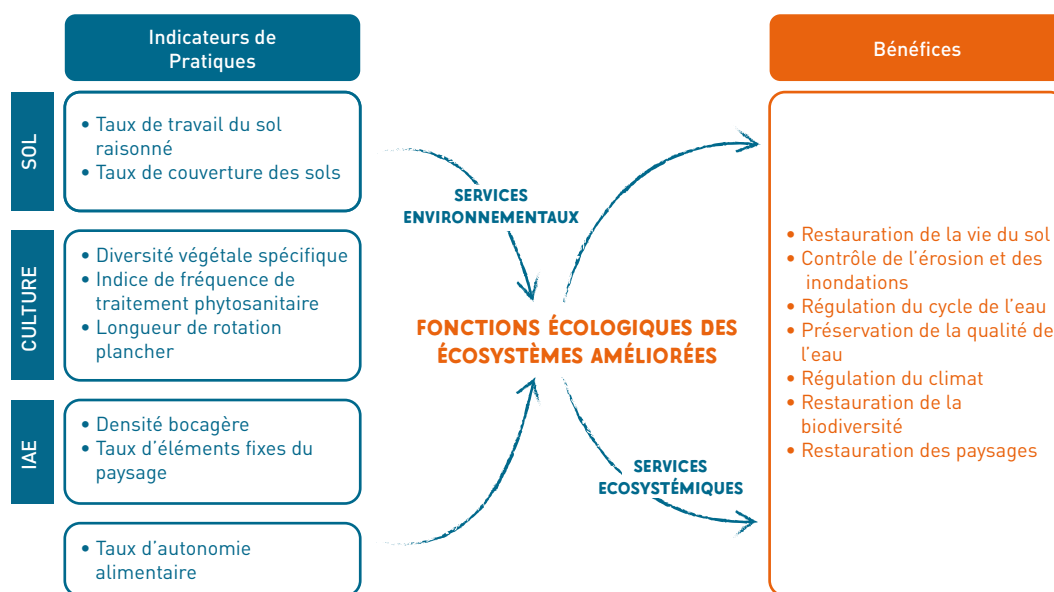 Indicateurs de
Pratiques
SOL
• Taux de travail du sol
raisonné
• Taux de couverture des sols
CULTURE
• Diversité végétale spécifique
• Indice de fréquence de
traitement phytosanitaire
• Longueur de rotation
plancher
IAE
• Densité bocagère
• Taux d'éléments fixes du
paysage
• Taux d'autonomie
alimentaire
SERVICES
ENVIRONNEMENTAUX
FONCTIONS ÉCOLOGIQUES DES
ÉCOSYSTÈMES AMÉLIORÉES
SERVICES
ECOSYSTÉMIQUES
Bénéfices
• Restauration de la vie du sol
• Contrôle de l'érosion et des
inondations
• Régulation du cycle de l'eau
• Préservation de la qualité de
l'eau
• Régulation du climat
• Restauration de la
biodiversité
• Restauration des paysages